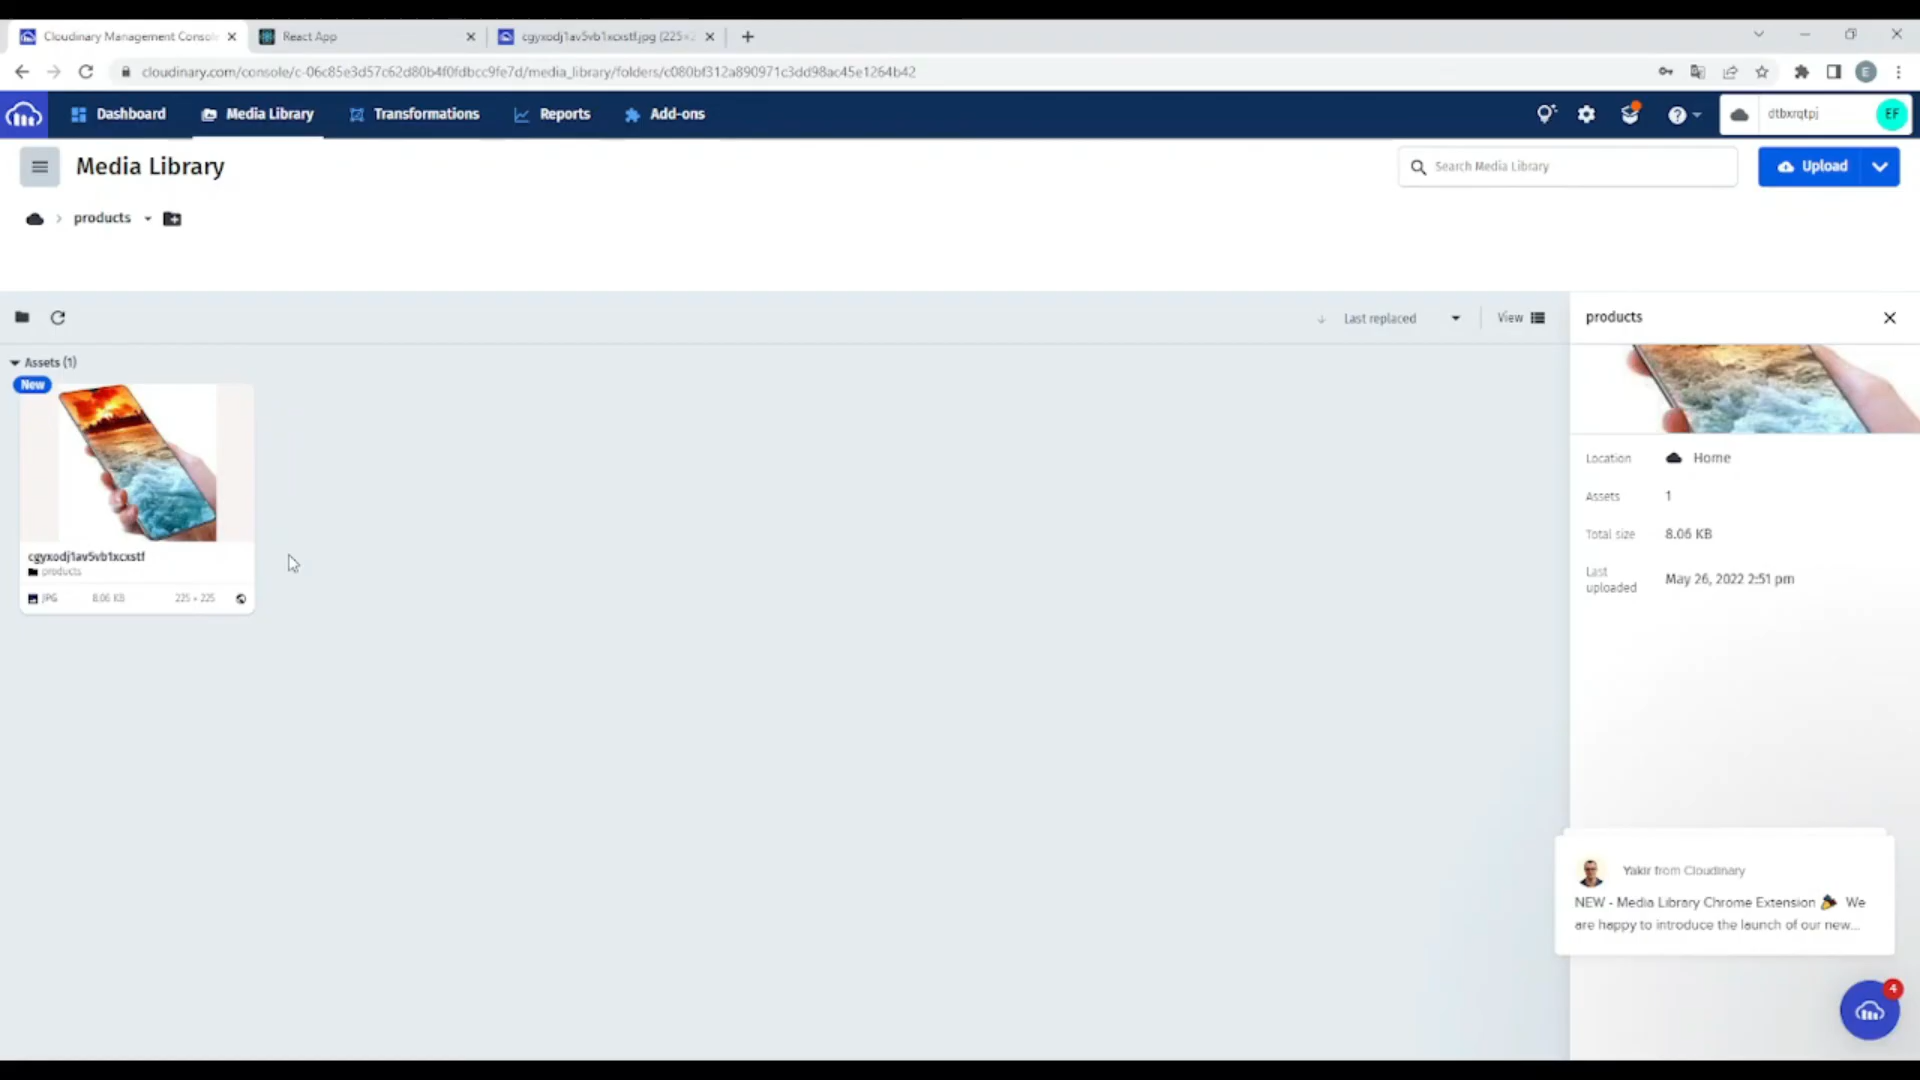 Cloudinary Management Consol
React App
cgyxodj1av5vb1xcxstf.jpg (225×2
cloudinary.com/console/c-06c85e3d57c62d80b4f0fdbcc9fe7d/media_library/folders/c080bf312a890971c3dd98ac45e1264b42
E
Dashboard
Media Library
Transformations
Reports
Add-ons
dtbxrqtpj
EF
Media Library
Search Media Library
Upload
products
Last replaced
View
products
Assets (1)
New
cgyxodj1av5vb1xcxstf
products
JPG 8.06 KB 225 × 225
Location Home
Assets 1
Total size 8.06 KB
Last uploaded May 26, 2022 2:51 pm
Yakir from Cloudinary
NEW - Media Library Chrome Extension 🎉 We
are happy to introduce the launch of our new...
4